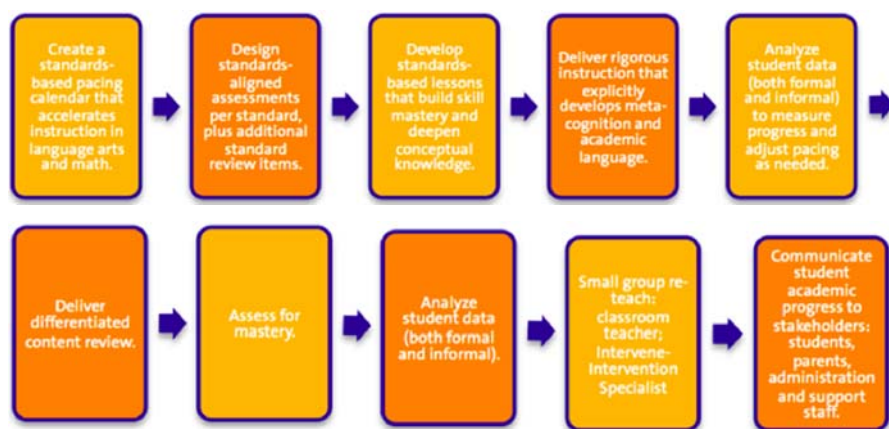 Create a
standards-
based pacing
calendar that
accelerates
instruction in
language arts
and math.
Design
standards-
aligned
assessments
per standard,
plus additional
standard
review items.
Develop
standards-
based lessons
that build skill
mastery and
deepen
conceptual
knowledge.
Deliver rigorous
instruction that
explicitly
develops meta-
cognition and
academic
language.
Analyze
student data
(both formal
and informal)
to measure
progress and
adjust pacing
as needed.
Deliver
differentiated
content review.
Assess for
mastery.
Analyze
student data
(both formal
and informal).
Small group re-
teach:
classroom
teacher;
Intervene-
Intervention
Specialist
Communicate
student
academic
progress to
stakeholders:
students,
parents,
administration
and support
staff.